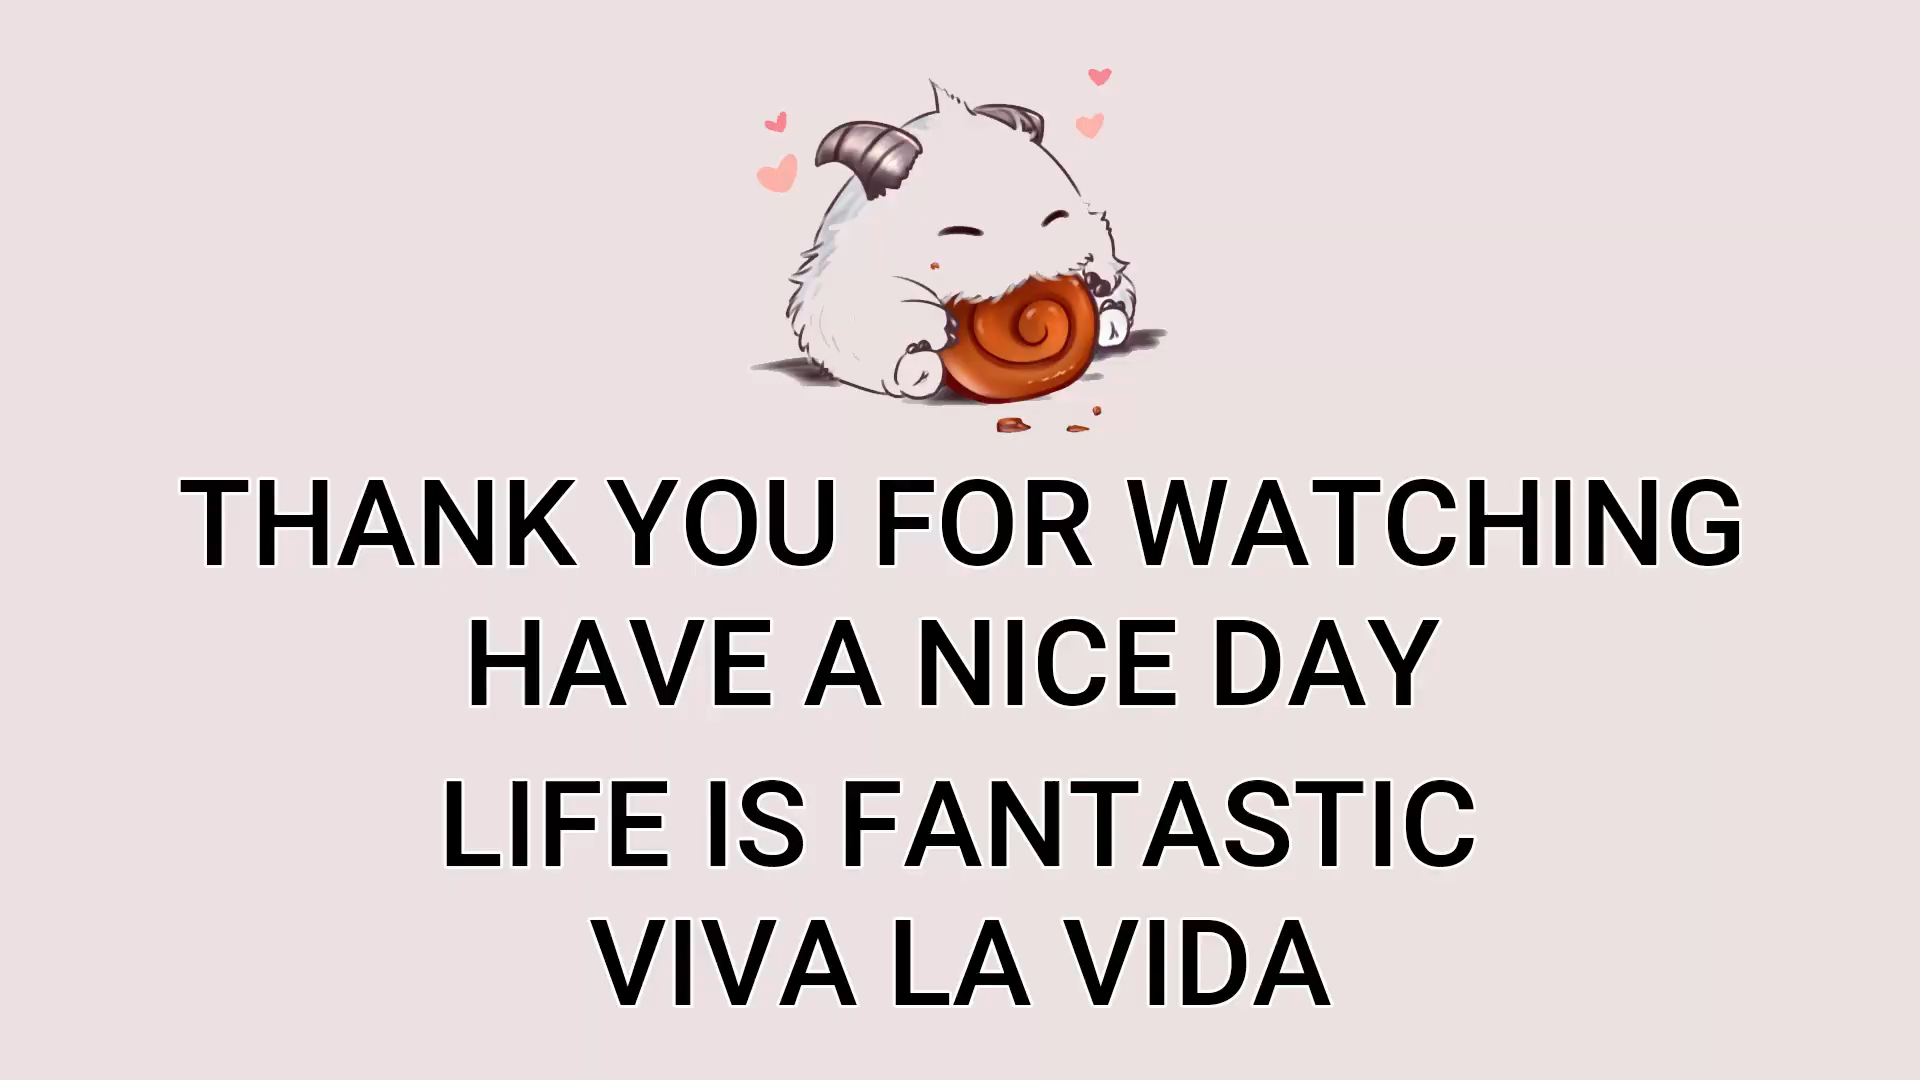 THANK YOU FOR WATCHING
HAVE A NICE DAY
LIFE IS FANTASTIC
VIVA LA VIDA